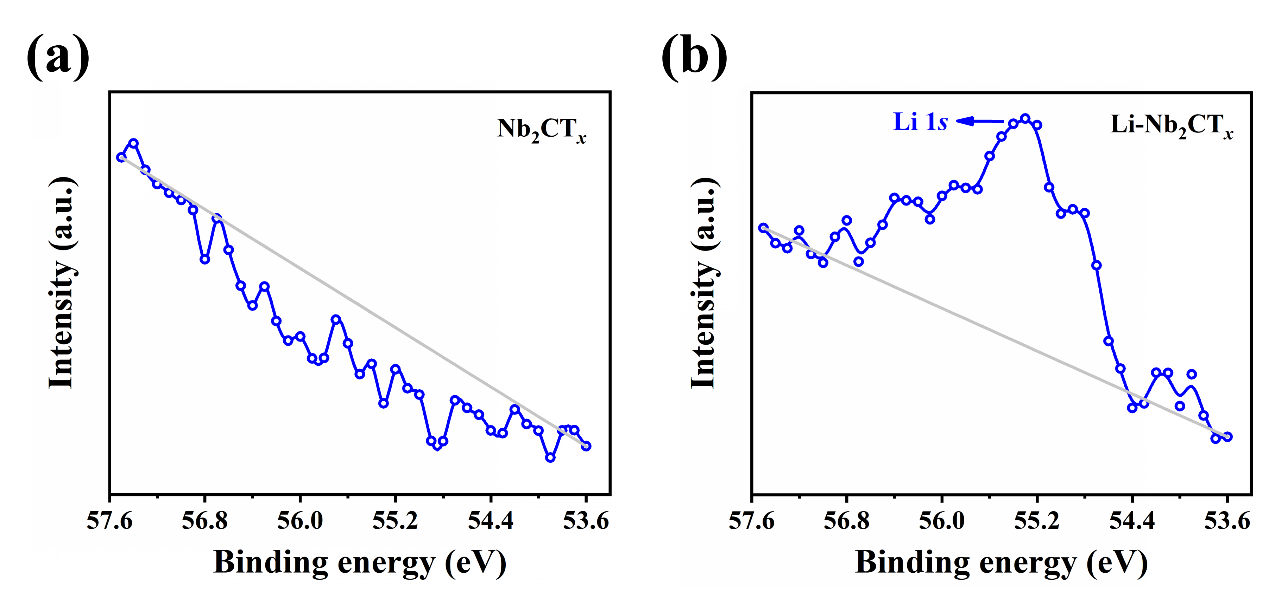 (a)
Nb₂CTₓ
Intensity (a.u.)
57.6 56.8 56.0 55.2 54.4 53.6
Binding energy (eV)
(b)
Li 1s
Li-Nb₂CTₓ
Intensity (a.u.)
57.6 56.8 56.0 55.2 54.4 53.6
Binding energy (eV)